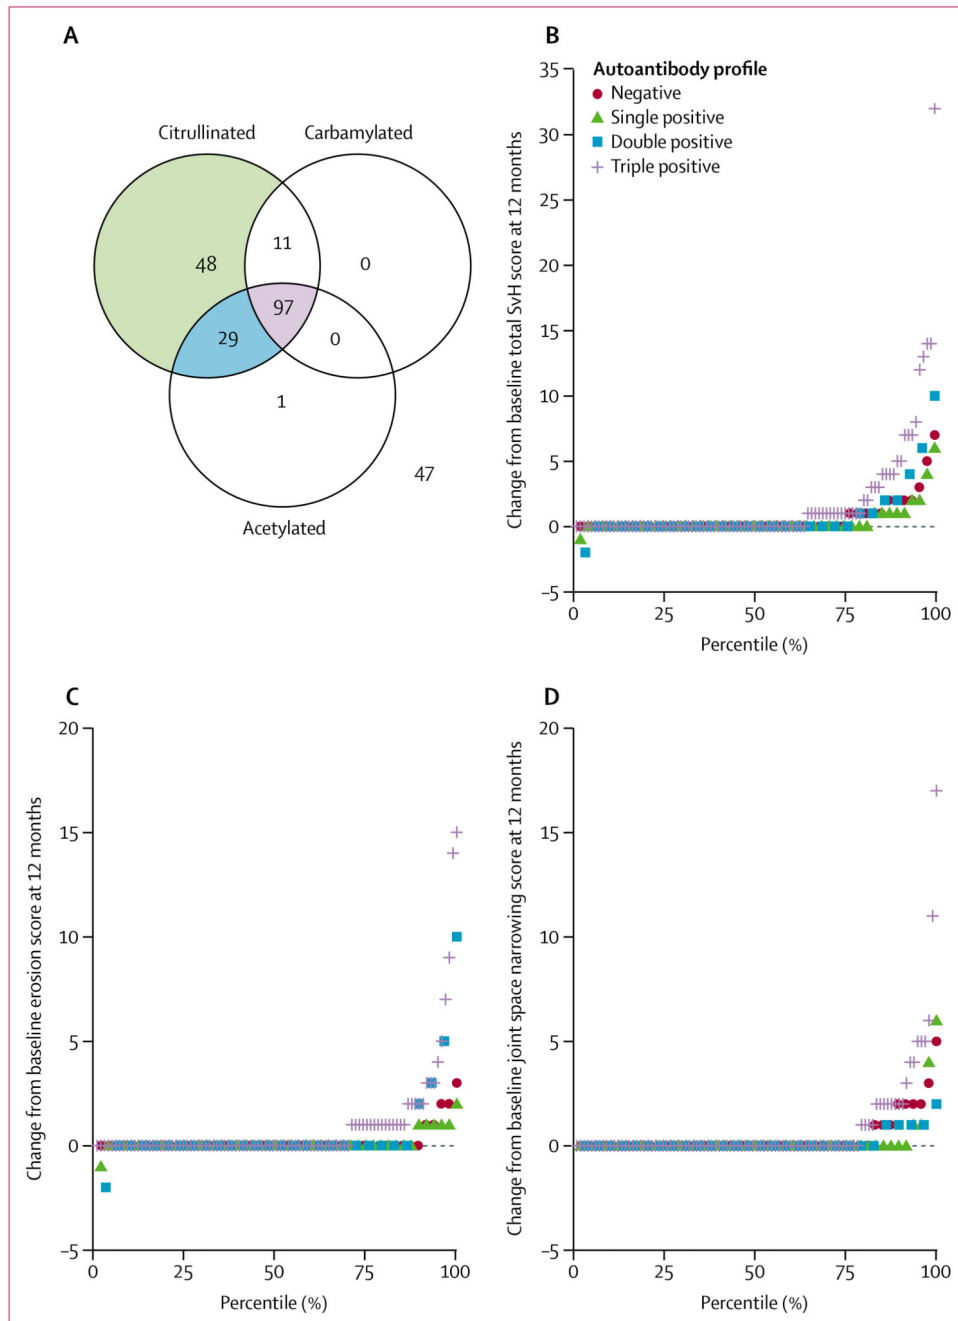 A
Citrullinated
Carbamylated
48
11
0
97
29
0
1
47
Acetylated
B
Autoantibody profile
Negative
Single positive
Double positive
Triple positive
Change from baseline total SvH score at 12 months
35
30
25
20
15
10
5
0
–5
0 25 50 75 100
Percentile (%)
C
Change from baseline erosion score at 12 months
20
15
10
5
0
–5
0 25 50 75 100
Percentile (%)
D
Change from baseline joint space narrowing score at 12 months
20
15
10
5
0
–5
0 25 50 75 100
Percentile (%)